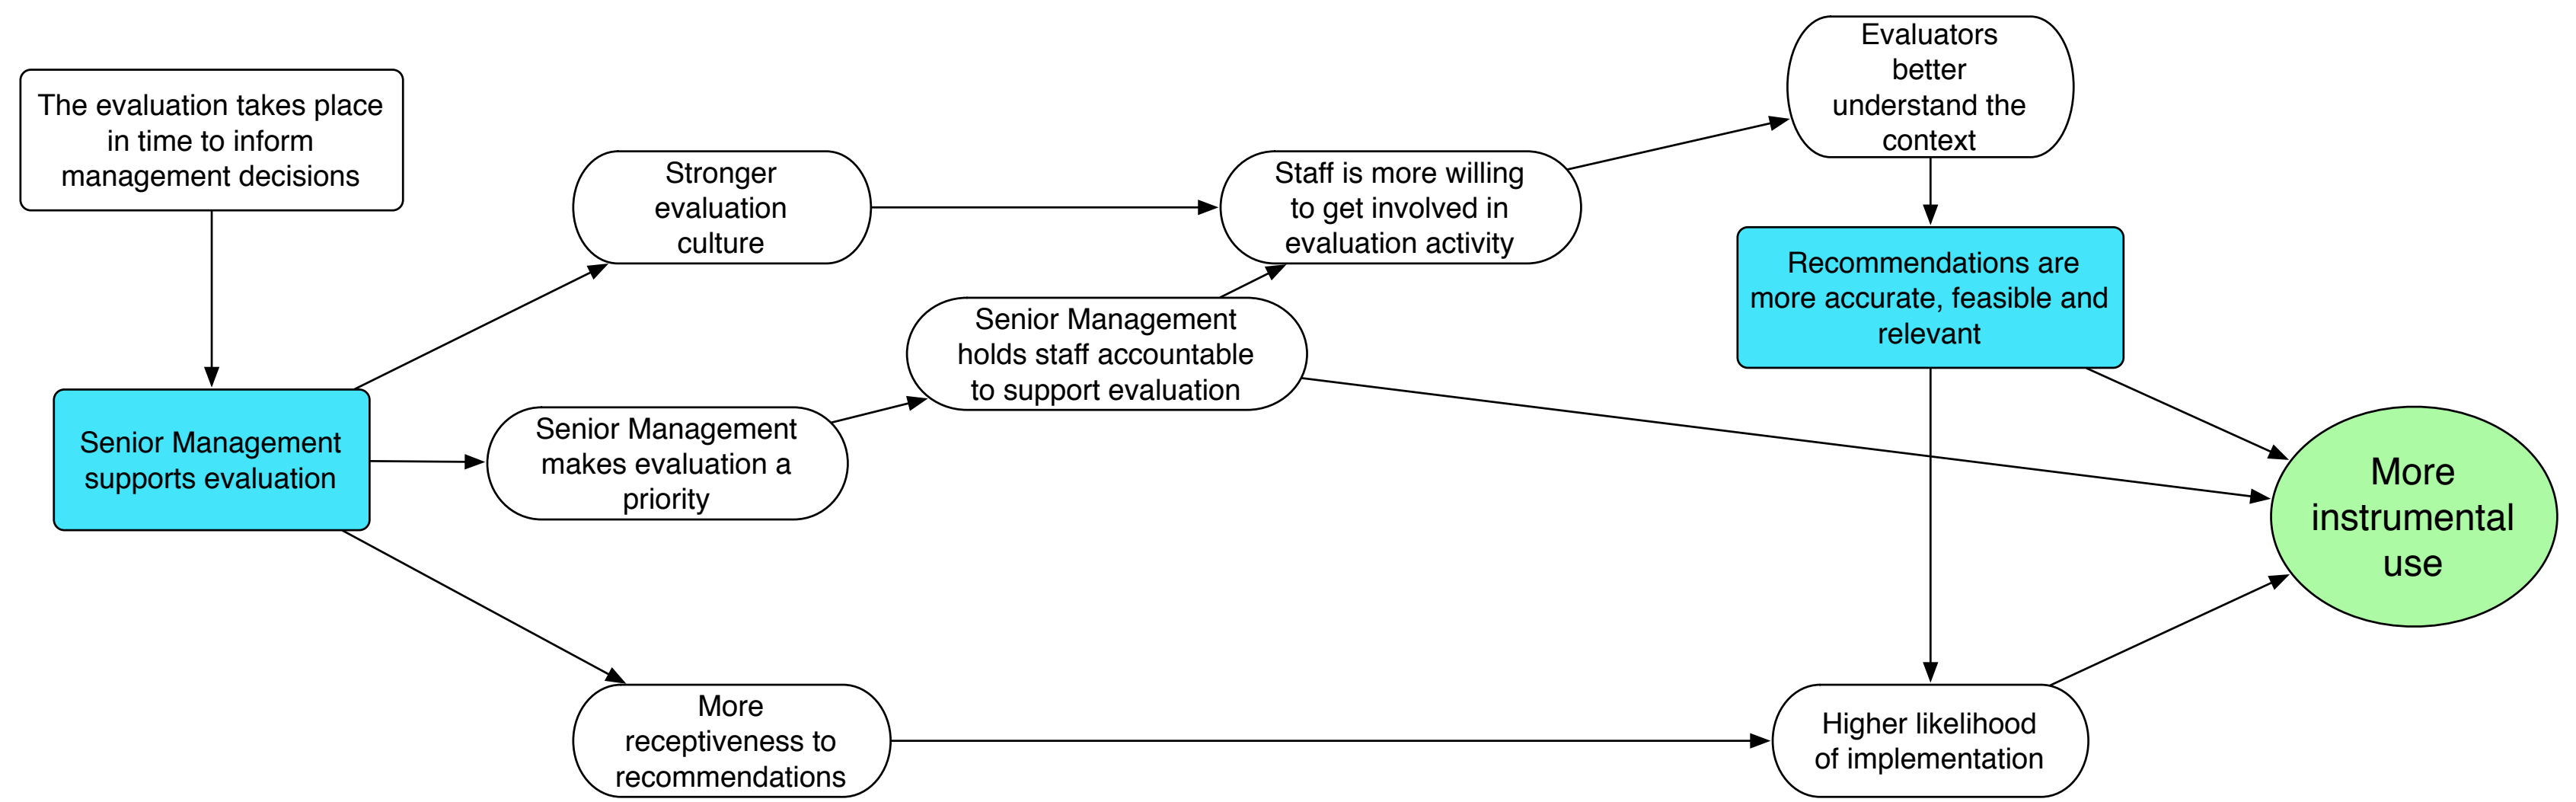 The evaluation takes place
in time to inform
management decisions
Senior Management
supports evaluation
Stronger
evaluation
culture
Senior Management
makes evaluation a
priority
More
receptiveness to
recommendations
Senior Management
holds staff accountable
to support evaluation
Staff is more willing
to get involved in
evaluation activity
Evaluators
better
understand the
context
Recommendations are
more accurate, feasible and
relevant
Higher likelihood
of implementation
More
instrumental
use